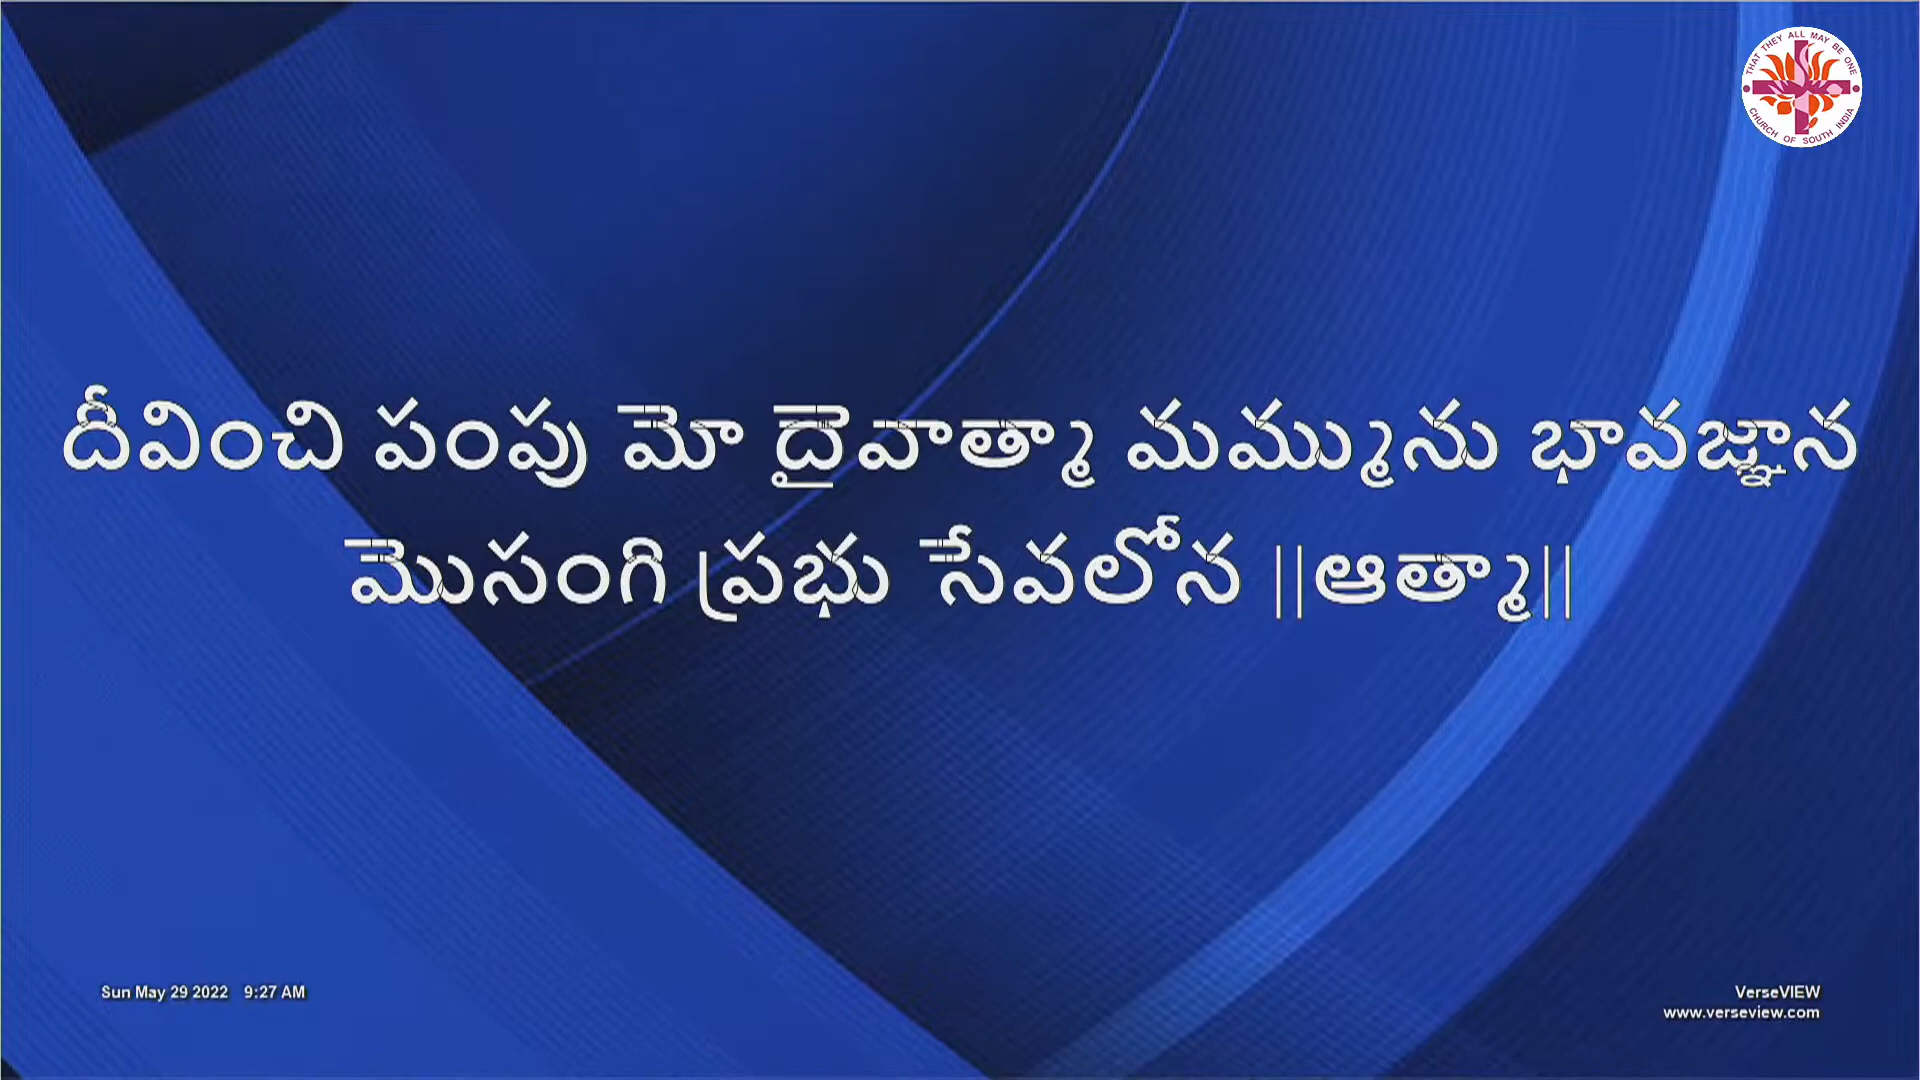 THAT THEY ALL MAY BE ONE
CHURCH OF SOUTH INDIA
దీవించి పంపు మో దైవాత్మా మమ్మును భావజ్ఞాన
మొసంగి ప్రభు సేవలోన ||ఆత్మా||
Sun May 29 2022 9:27 AM
VerseVIEW
www.verseview.com